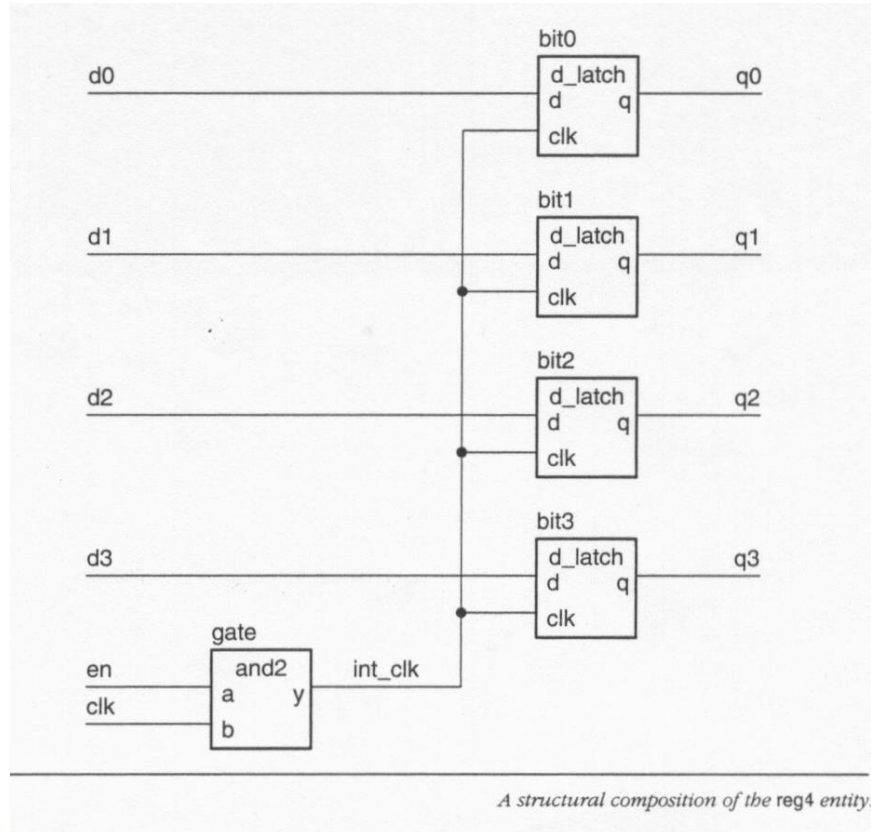 bit0
d0 d_latch q0
d q
clk
bit1
d1 d_latch q1
d q
clk
bit2
d2 d_latch q2
d q
clk
bit3
d3 d_latch q3
d q
clk
gate
en and2 int_clk
a y
clk
b
A structural composition of the reg4 entity.